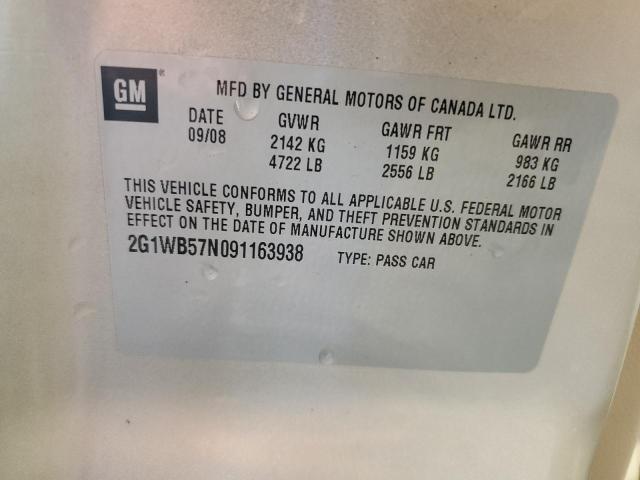 GM ®
MFD BY GENERAL MOTORS OF CANADA LTD.
DATE GVWR GAWR FRT GAWR RR
09/08 2142 KG 1159 KG 983 KG
4722 LB 2556 LB 2166 LB
THIS VEHICLE CONFORMS TO ALL APPLICABLE U.S. FEDERAL MOTOR
VEHICLE SAFETY, BUMPER, AND THEFT PREVENTION STANDARDS IN
EFFECT ON THE DATE OF MANUFACTURE SHOWN ABOVE.
2G1WB57N091163938 TYPE: PASS CAR